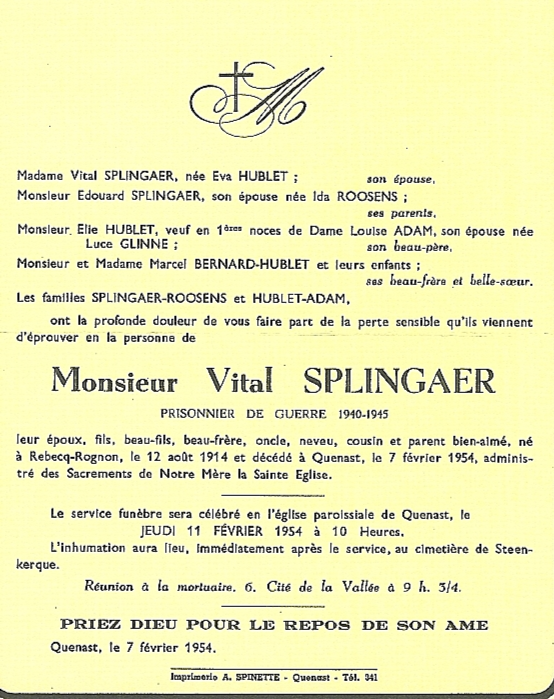 M
Madame Vital SPLINGAER, née Eva HUBLET ; son épouse,
Monsieur Edouard SPLINGAER, son épouse née Ida ROOSENS ;
ses parents,
Monsieur Elie HUBLET, veuf en 1ères noces de Dame Louise ADAM, son épouse née
Luce GLINNE ; son beau-père,
Monsieur et Madame Marcel BERNARD-HUBLET et leurs enfants ;
ses beau-frère et belle-sœur.
Les familles SPLINGAER-ROOSENS et HUBLET-ADAM,
ont la profonde douleur de vous faire part de la perte sensible qu'ils viennent
d'éprouver en la personne de
Monsieur Vital SPLINGAER
PRISONNIER DE GUERRE 1940-1945
leur époux, fils, beau-fils, beau-frère, oncle, neveu, cousin et parent bien-aimé, né
à Rebecq-Rognon, le 12 août 1914 et décédé à Quenast, le 7 février 1954, adminis-
tré des Sacrements de Notre Mère la Sainte Eglise.
Le service funèbre sera célébré en l'église paroissiale de Quenast, le
JEUDI 11 FÉVRIER 1954 à 10 Heures.
L'inhumation aura lieu, immédiatement après le service, au cimetière de Steen-
kerque.
Réunion à la mortuaire. 6. Cité de la Vallée à 9 h. 3/4.
PRIEZ DIEU POUR LE REPOS DE SON AME
Quenast, le 7 février 1954.
Imprimerie A. SPINETTE - Quenast - Tél. 341